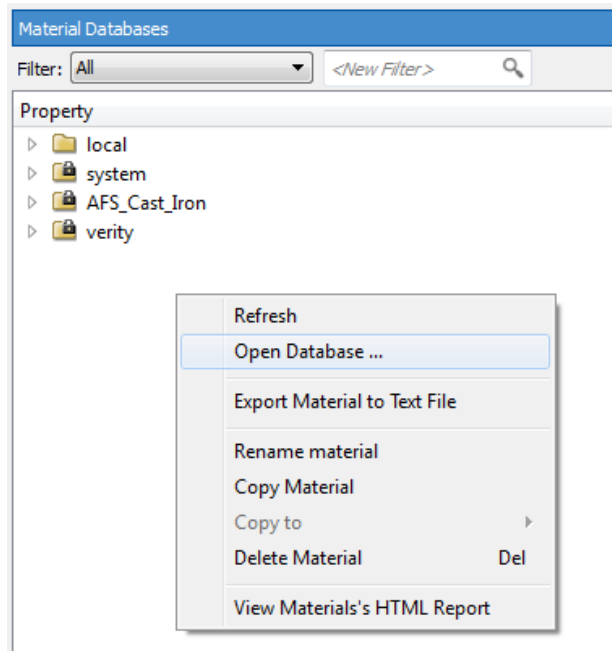 Material Databases
Filter: All <New Filter>
Property
local
system
AFS_Cast_Iron
verity
Refresh
Open Database ...
Export Material to Text File
Rename material
Copy Material
Copy to
Delete Material Del
View Materials's HTML Report